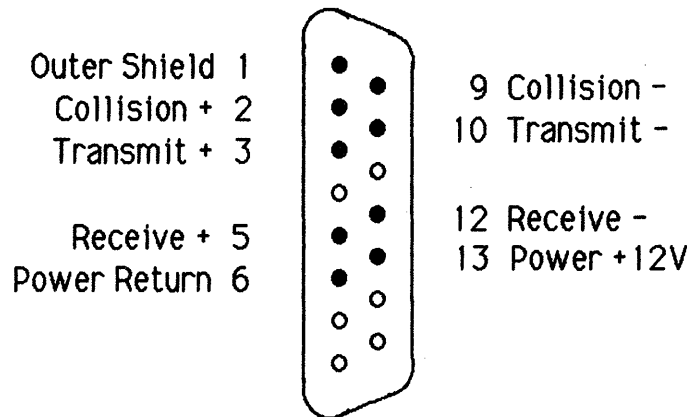 Outer Shield 1
Collision + 2
Transmit + 3
Receive + 5
Power Return 6
9 Collision -
10 Transmit -
12 Receive -
13 Power +12V